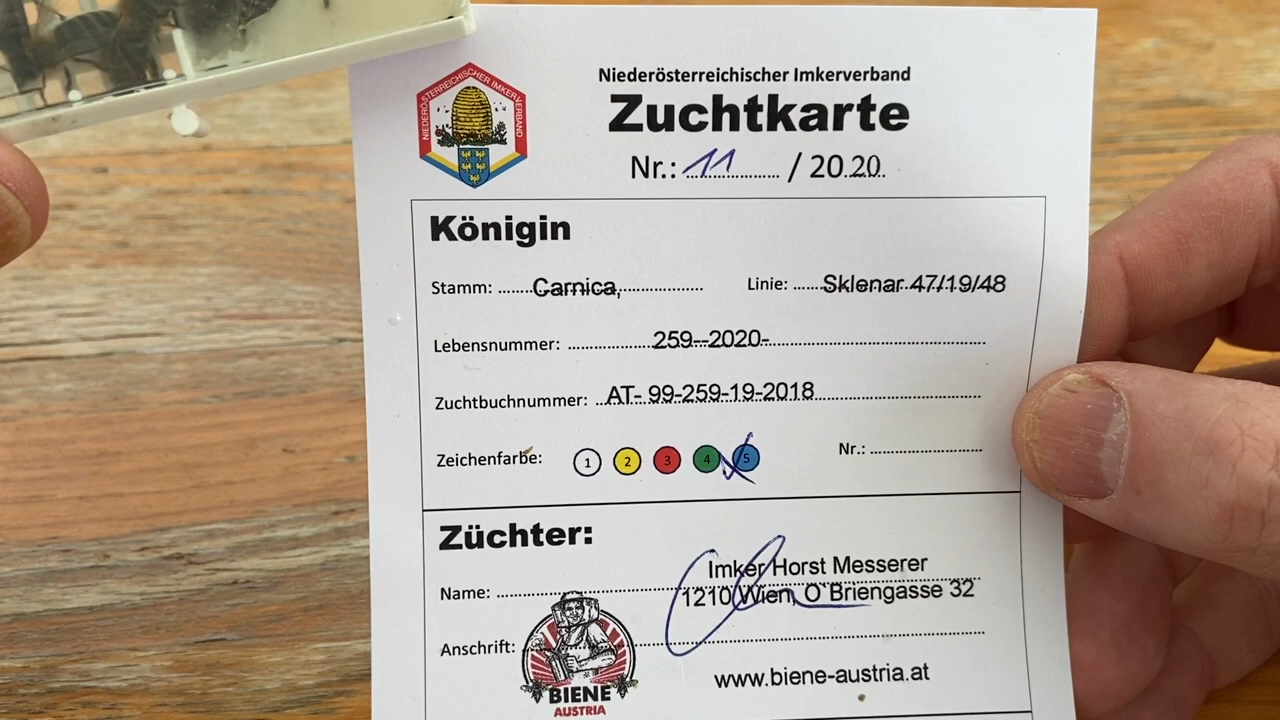 NIEDERÖSTERREICHISCHER IMKERVERBAND
Niederösterreichischer Imkerverband
Zuchtkarte
Nr.: 11 / 2020
Königin
Stamm: Carnica, Linie: Sklenar 47/19/48
Lebensnummer: 259--2020-
Zuchtbuchnummer: AT- 99-259-19-2018
Zeichenfarbe: 1 2 3 4 5 Nr.:
Züchter:
Imker Horst Messerer
Name:
1210 Wien, O`Briengasse 32
Anschrift:
www.biene-austria.at
BIENE
AUSTRIA